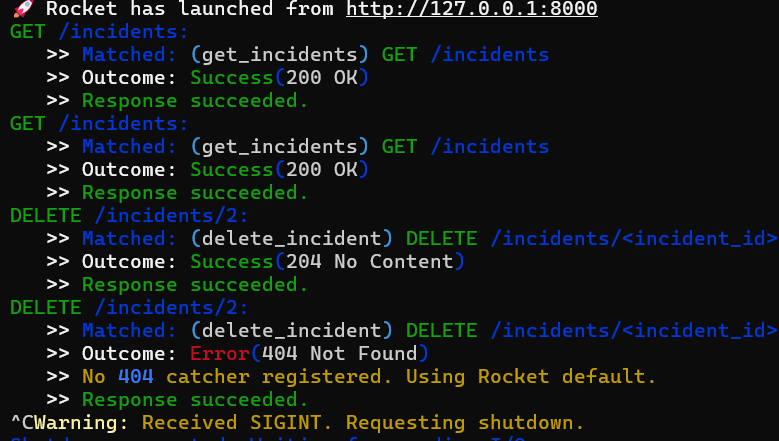 🚀 Rocket has launched from http://127.0.0.1:8000
GET /incidents:
   >> Matched: (get_incidents) GET /incidents
   >> Outcome: Success(200 OK)
   >> Response succeeded.
GET /incidents:
   >> Matched: (get_incidents) GET /incidents
   >> Outcome: Success(200 OK)
   >> Response succeeded.
DELETE /incidents/2:
   >> Matched: (delete_incident) DELETE /incidents/<incident_id>
   >> Outcome: Success(204 No Content)
   >> Response succeeded.
DELETE /incidents/2:
   >> Matched: (delete_incident) DELETE /incidents/<incident_id>
   >> Outcome: Error(404 Not Found)
   >> No 404 catcher registered. Using Rocket default.
   >> Response succeeded.
^CWarning: Received SIGINT. Requesting shutdown.